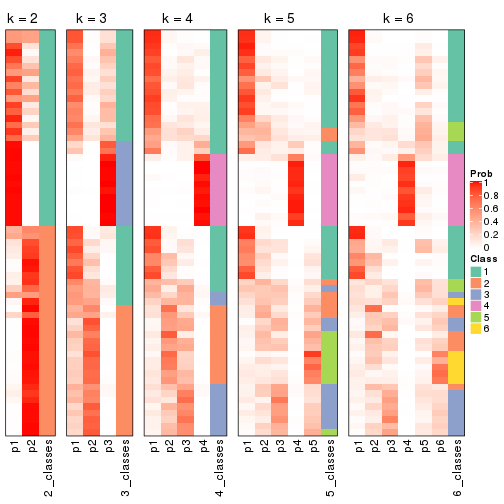 k = 2
k = 3
k = 4
k = 5
k = 6
Prob
1
0.8
0.6
0.4
0.2
0
Class
1
2
3
4
5
6
p1
p2
2_classes
p1
p2
p3
3_classes
p1
p2
p3
p4
4_classes
p1
p2
p3
p4
p5
5_classes
p1
p2
p3
p4
p5
p6
6_classes